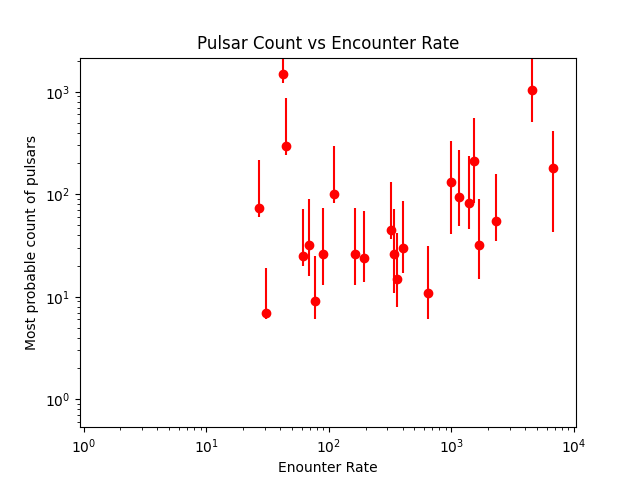 Pulsar Count vs Encounter Rate
Most probable count of pulsars
10³
10²
10¹
10⁰
10⁰ 10¹ 10² 10³ 10⁴
Enounter Rate